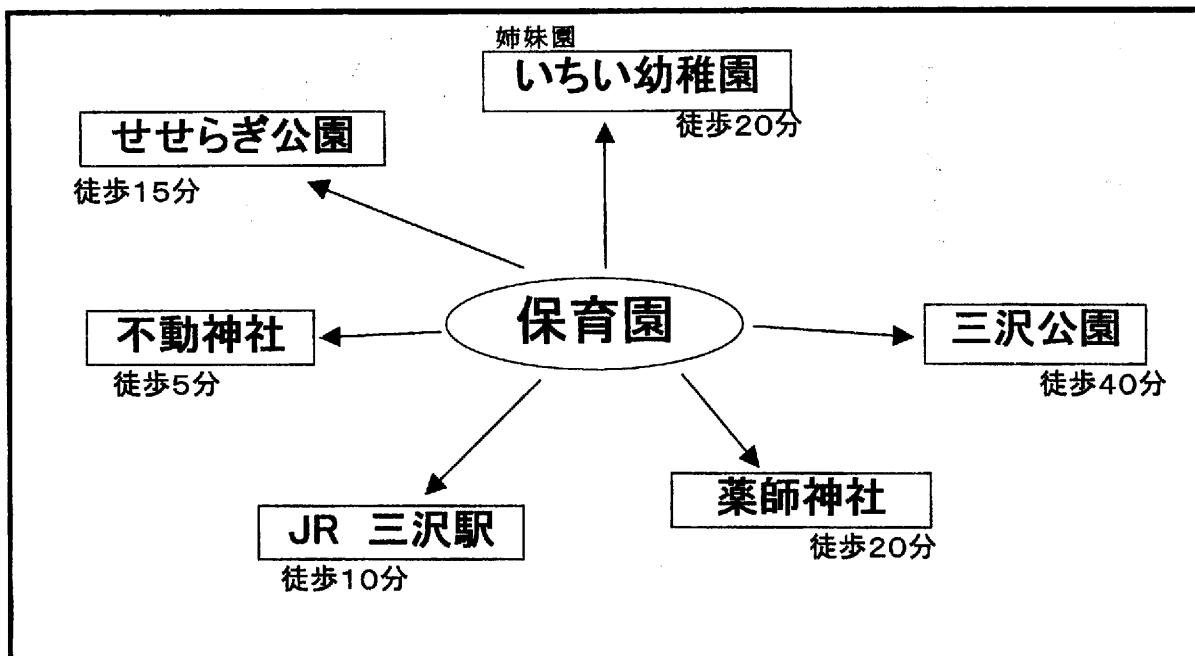 姉妹園
いちい幼稚園
徒歩20分
せせらぎ公園
徒歩15分
保育園
不動神社
徒歩5分
三沢公園
徒歩40分
薬師神社
徒歩20分
JR 三沢駅
徒歩10分